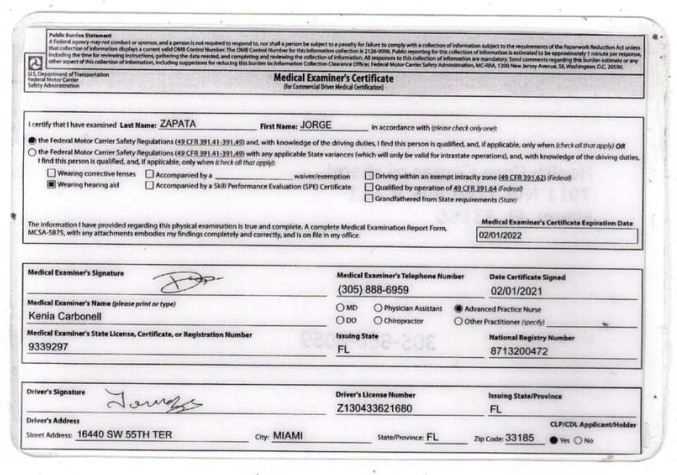 Public Burden Statement
A Federal agency may not conduct or sponsor, and a person is not required to respond to, nor shall a person be subject to a penalty for failure to comply with a collection of information subject to the requirements of the Paperwork Reduction Act unless
that collection of information displays a current valid OMB Control Number. The OMB Control Number for this information collection is 2126-0006. Public reporting for this collection of information is estimated to be approximately 1 minute per response,
including the time for reviewing instructions, gathering the data needed, and completing and reviewing the collection of information. All responses to this collection of information are mandatory. Send comments regarding this burden estimate or any
other aspect of this collection of information, including suggestions for reducing this burden to: Information Collection Clearance Officer, Federal Motor Carrier Safety Administration, MC-RRA, 1200 New Jersey Avenue, SE, Washington, D.C. 20590.
U.S. Department of Transportation
Federal Motor Carrier
Safety Administration
Medical Examiner's Certificate
(for Commercial Driver Medical Certification)
I certify that I have examined Last Name: ZAPATA First Name: JORGE in accordance with (please check only one):
the Federal Motor Carrier Safety Regulations (49 CFR 391.41-391.49) and, with knowledge of the driving duties, I find this person is qualified, and, if applicable, only when (check all that apply) OR
the Federal Motor Carrier Safety Regulations (49 CFR 391.41-391.49) with any applicable State variances (which will only be valid for intrastate operations), and, with knowledge of the driving duties,
I find this person is qualified, and, if applicable, only when (check all that apply):
Wearing corrective lenses Accompanied by a waiver/exemption Driving within an exempt intracity zone (49 CFR 391.62) (Federal)
Wearing hearing aid Accompanied by a Skill Performance Evaluation (SPE) Certificate Qualified by operation of 49 CFR 391.64 (Federal)
Grandfathered from State requirements (State)
The information I have provided regarding this physical examination is true and complete. A complete Medical Examination Report Form,
MCSA-5875, with any attachments embodies my findings completely and correctly, and is on file in my office.
Medical Examiner's Certificate Expiration Date
02/01/2022
Medical Examiner's Signature Medical Examiner's Telephone Number Date Certificate Signed
(305) 888-6959 02/01/2021
Medical Examiner's Name (please print or type)
Kenia Carbonell
MD Physician Assistant Advanced Practice Nurse
DO Chiropractor Other Practitioner (specify)
Medical Examiner's State License, Certificate, or Registration Number Issuing State National Registry Number
9339297 FL 8713200472
Driver's Signature Driver's License Number Issuing State/Province
Z130433621680 FL
Driver's Address CLP/CDL Applicant/Holder
Street Address: 16440 SW 55TH TER City: MIAMI State/Province: FL Zip Code: 33185 Yes No